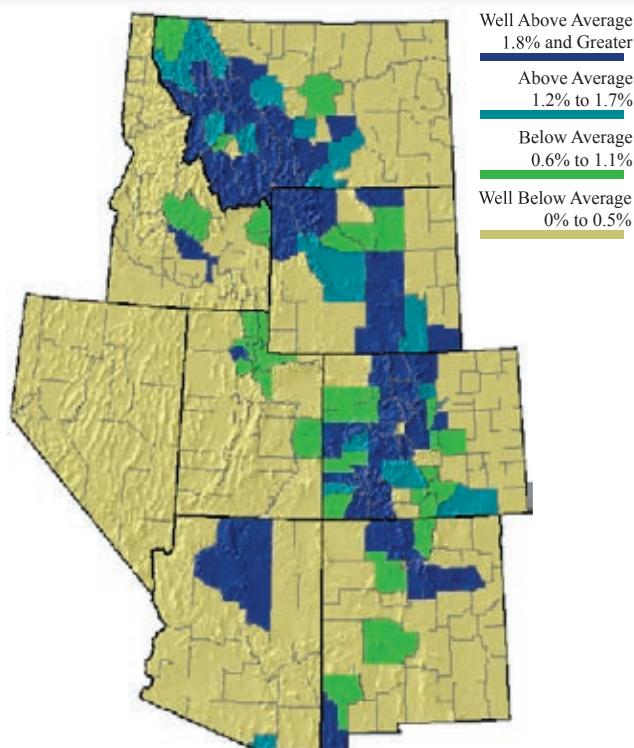 Well Above Average
1.8% and Greater
Above Average
1.2% to 1.7%
Below Average
0.6% to 1.1%
Well Below Average
0% to 0.5%